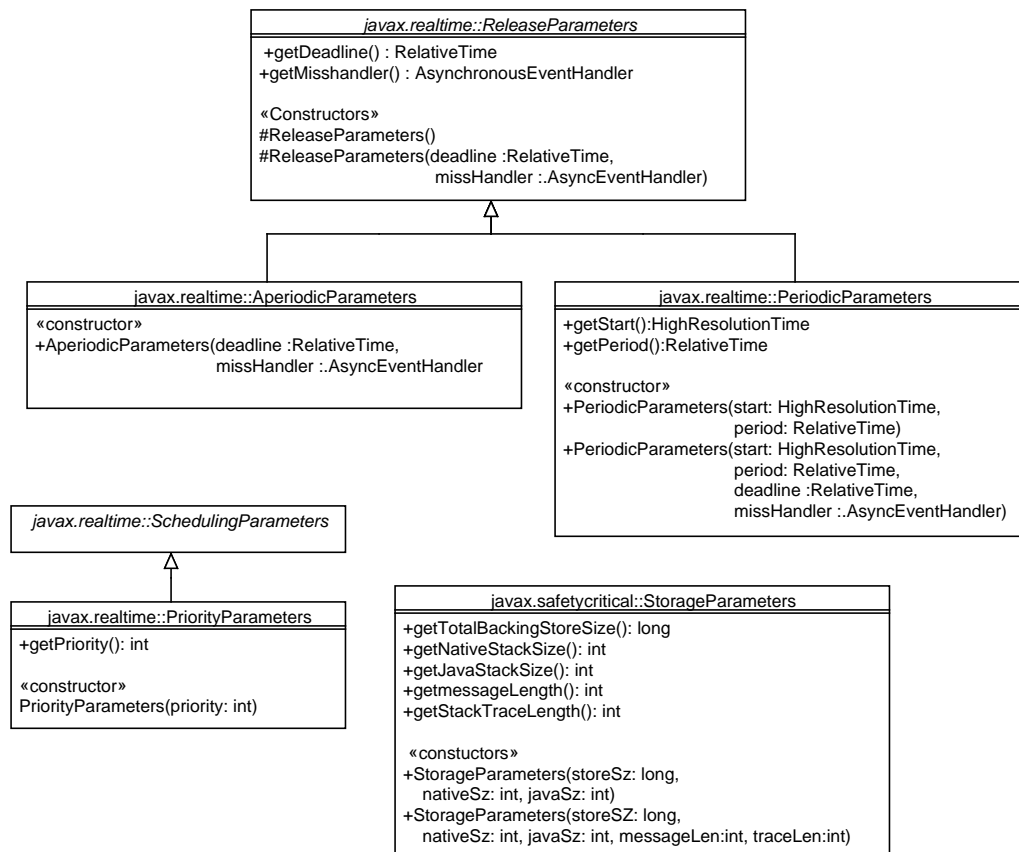 javax.realtime::ReleaseParameters
+getDeadline() : RelativeTime
+getMisshandler() : AsynchronousEventHandler
«Constructors»
#ReleaseParameters()
#ReleaseParameters(deadline :RelativeTime,
missHandler :.AsyncEventHandler)
javax.realtime::AperiodicParameters
«constructor»
+AperiodicParameters(deadline :RelativeTime,
missHandler :.AsyncEventHandler
javax.realtime::PeriodicParameters
+getStart():HighResolutionTime
+getPeriod():RelativeTime
«constructor»
+PeriodicParameters(start: HighResolutionTime,
period: RelativeTime)
+PeriodicParameters(start: HighResolutionTime,
period: RelativeTime,
deadline :RelativeTime,
missHandler :.AsyncEventHandler)
javax.realtime::SchedulingParameters
javax.realtime::PriorityParameters
+getPriority(): int
«constructor»
PriorityParameters(priority: int)
javax.safetycritical::StorageParameters
+getTotalBackingStoreSize(): long
+getNativeStackSize(): int
+getJavaStackSize(): int
+getmessageLength(): int
+getStackTraceLength(): int
«constuctors»
+StorageParameters(storeSz: long,
nativeSz: int, javaSz: int)
+StorageParameters(storeSZ: long,
nativeSz: int, javaSz: int, messageLen:int, traceLen:int)